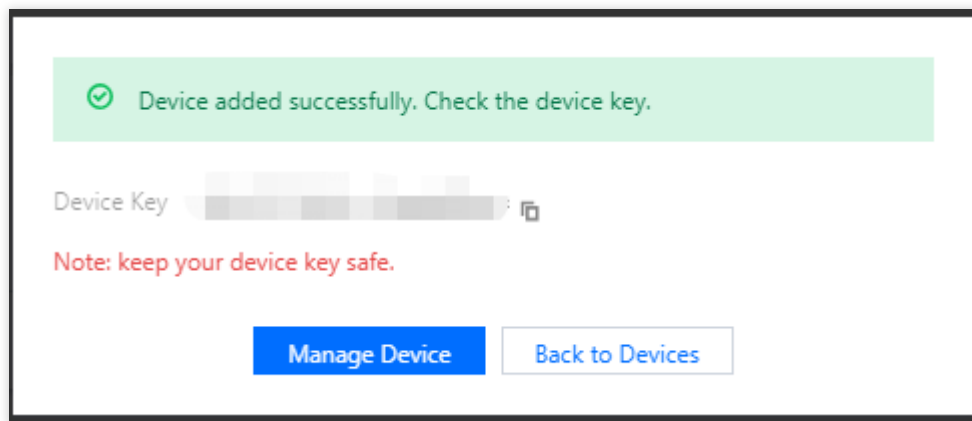 Device added successfully. Check the device key.
Device Key
Note: keep your device key safe.
Manage Device
Back to Devices